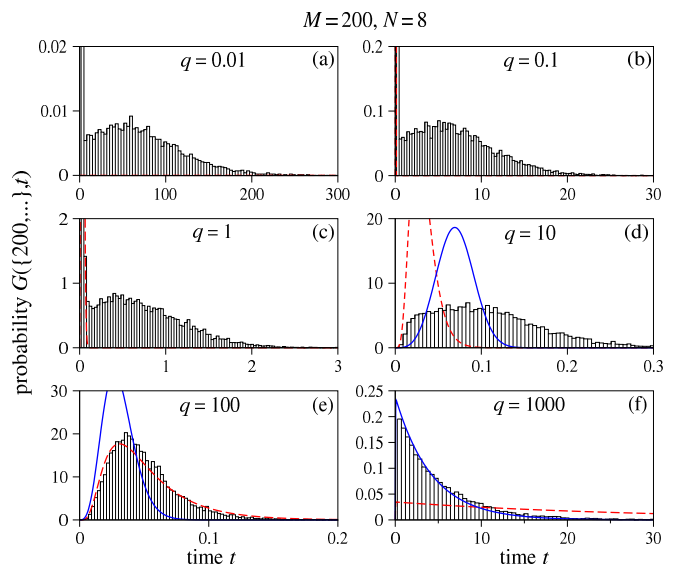 M = 200, N = 8
q = 0.01 (a)
0.02
0.01
0
0 100 200 300
q = 0.1 (b)
0.2
0.1
0
0 10 20 30
probability G({200,...},t)
q = 1 (c)
2
1
0
0 1 2 3
q = 10 (d)
20
10
0
0 0.1 0.2 0.3
q = 100 (e)
30
20
10
0
0 0.1 0.2
time t
q = 1000 (f)
0.25
0.2
0.15
0.1
0.05
0
0 10 20 30
time t